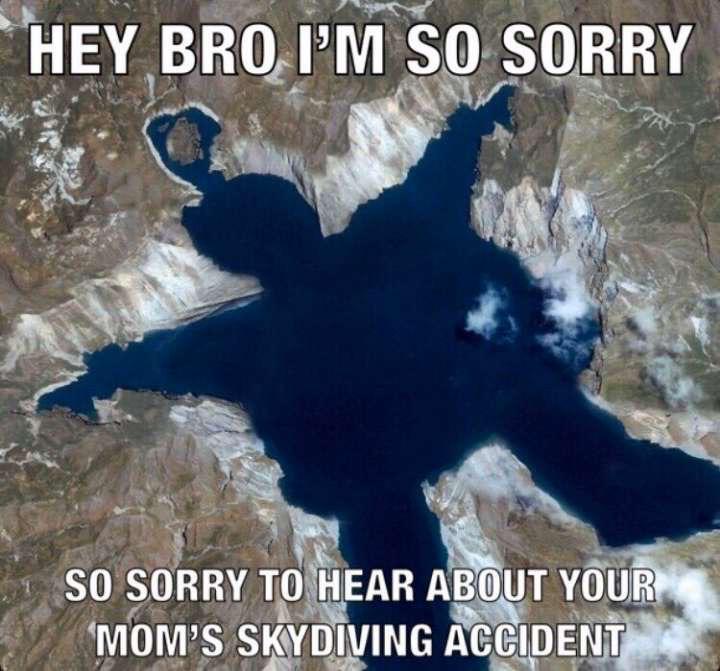 HEY BRO I'M SO SORRY
SO SORRY TO HEAR ABOUT YOUR
MOM'S SKYDIVING ACCIDENT